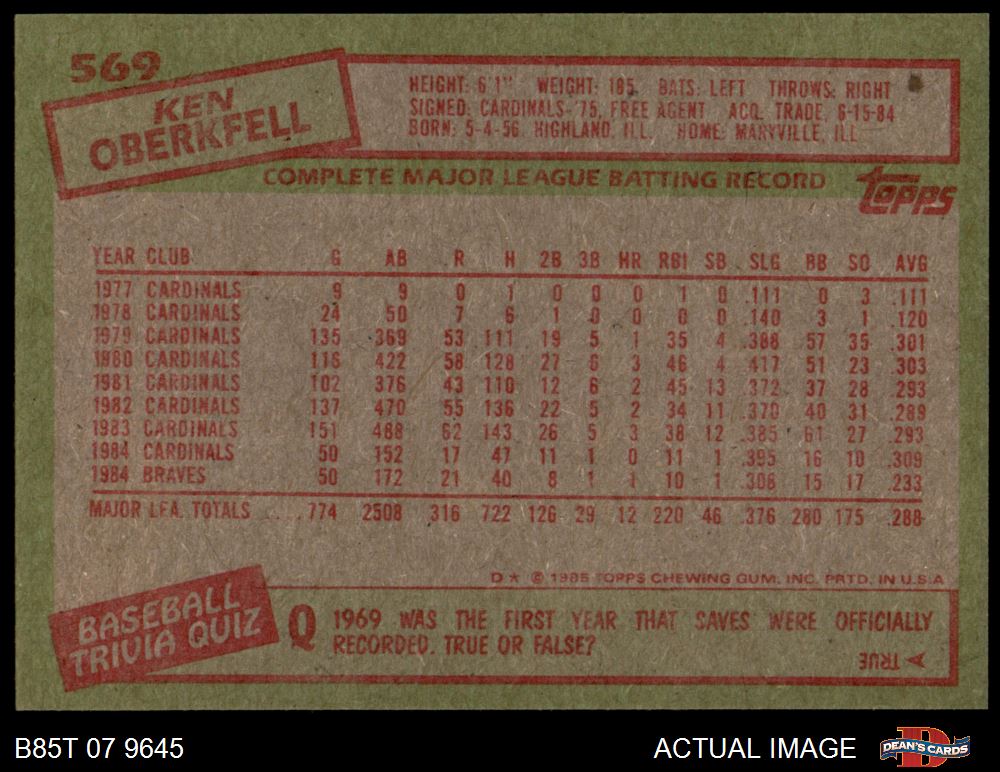 569
KEN
OBERKFELL
HEIGHT: 6'1" WEIGHT: 185 BATS: LEFT THROWS: RIGHT
SIGNED: CARDINALS-'75, FREE AGENT ACQ. TRADE, 6-15-84
BORN: 5-4-56, HIGHLAND, ILL. HOME: MARYVILLE, ILL.
COMPLETE MAJOR LEAGUE BATTING RECORD
Topps
YEAR CLUB G AB R H 2B 3B HR RBI SB SLG BB SO AVG
1977 CARDINALS 9 9 0 1 0 0 0 1 0 .111 0 3 .111
1978 CARDINALS 24 50 7 6 1 0 0 0 0 .140 3 1 .120
1979 CARDINALS 135 369 53 111 19 5 1 35 4 .388 57 35 .301
1980 CARDINALS 116 422 58 128 27 6 3 46 4 .417 51 23 .303
1981 CARDINALS 102 376 43 110 12 6 2 45 13 .372 37 28 .293
1982 CARDINALS 137 470 55 136 22 5 2 34 11 .370 40 31 .289
1983 CARDINALS 151 488 62 143 26 5 3 38 12 .385 61 27 .293
1984 CARDINALS 50 152 17 47 11 1 0 11 1 .395 16 10 .309
1984 BRAVES 50 172 21 40 8 1 1 10 1 .308 15 17 .233
MAJOR LEA. TOTALS ....774 2508 316 722 126 29 12 220 46 .376 280 175 .288
D* © 1985 TOPPS CHEWING GUM, INC. PRTD. IN U.S.A.
BASEBALL
TRIVIA QUIZ
Q 1969 WAS THE FIRST YEAR THAT SAVES WERE OFFICIALLY
RECORDED. TRUE OR FALSE?
A TRUE
B85T 07 9645
ACTUAL IMAGE
D
DEAN'S CARDS